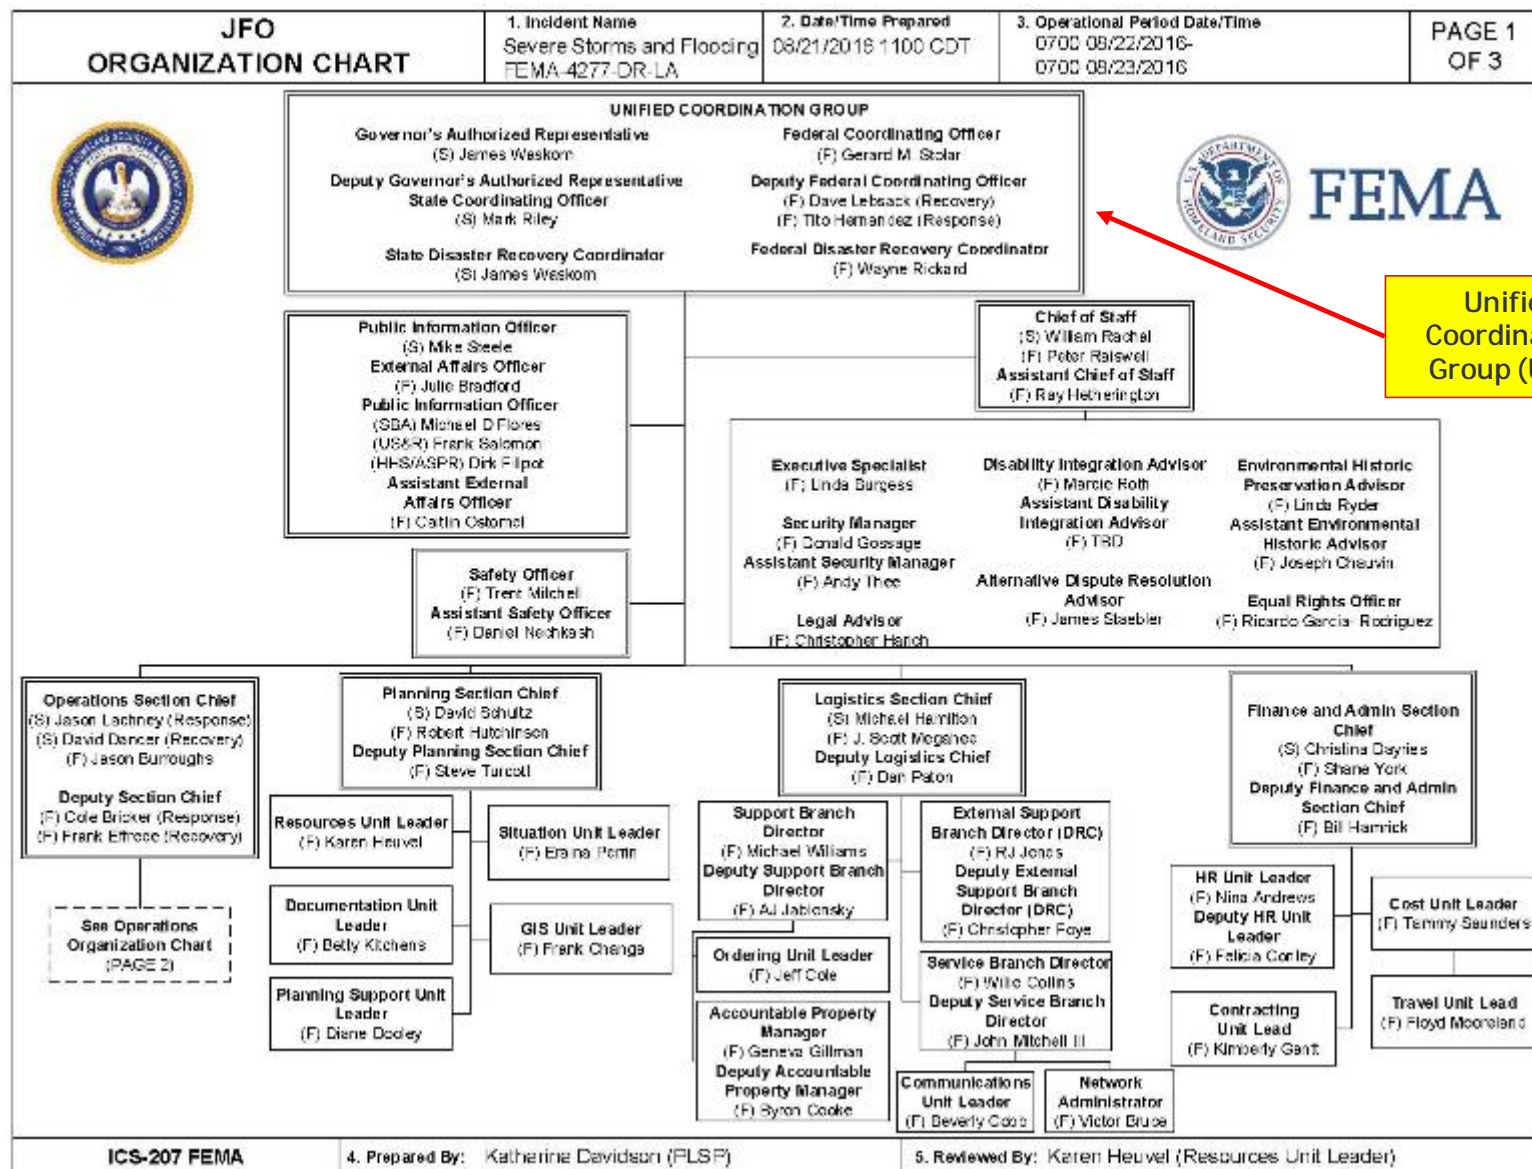 JFO
ORGANIZATION CHART
1. Incident Name
Severe Storms and Flooding
FEMA-4277-DR-LA
2. Date/Time Prepared
08/21/2016 1100 CDT
3. Operational Period Date/Time
0700 08/22/2016-
0700 08/23/2016
PAGE 1
OF 3
UNIFIED COORDINATION GROUP
Governor's Authorized Representative
(S) James Waskom
Deputy Governor's Authorized Representative
State Coordinating Officer
(S) Mark Riley
State Disaster Recovery Coordinator
(S) James Waskom
Federal Coordinating Officer
(F) Gerard M. Stolar
Deputy Federal Coordinating Officer
(F) Dave Lebsack (Recovery)
(F) Tito Hernandez (Response)
Federal Disaster Recovery Coordinator
(F) Wayne Rickard
U.S. DEPARTMENT OF
HOMELAND SECURITY
FEMA
Unifie
Coordina
Group (U
Public Information Officer
(S) Mike Steele
External Affairs Officer
(F) Julie Bradford
Public Information Officer
(SBA) Michael D Flores
(US&R) Frank Salomon
(HHS/ASPR) Dirk Fillpot
Assistant External
Affairs Officer
(F) Caitlin
Chief of Staff
(S) William Rachal
(F) Peter Raiswell
Assistant Chief of Staff
(F) Ray Hetherington
Executive Specialist
(F) Linda Burgess
Security Manager
(F) Donald Gossage
Assistant Security Manager
(F) Andy Thee
Legal Advisor
(F) Christopher
Disability Integration Advisor
(F) Marcie Roth
Assistant Disability
Integration Advisor
(F) TBD
Alternative Dispute Resolution
Advisor
(F) James Staebler
Environmental Historic
Preservation Advisor
(F) Linda Ryder
Assistant Environmental
Historic Advisor
(F) Joseph Chauvin
Equal Rights Officer
(F) Ricardo Garcia- Rodriguez
Safety Officer
(F) Trent Mitchell
Assistant Safety Officer
(F) Daniel Nechkash
Operations Section Chief
(S) Jason Lachney (Response)
(S) David Dancer (Recovery)
(F) Jason Burroughs
Deputy Section Chief
(F) Cole Bricker (Response)
(F) Frank (Recovery)
See Operations
Organization Chart
(PAGE 2)
Planning Section Chief
(S) David Schultz
(F) Robert Hutchinson
Deputy Planning Section Chief
(F) Steve
Resources Unit Leader
(F) Karen Heuvel
Situation Unit Leader
(F) Eraina Perrin
Documentation Unit
Leader
(F) Betty Kitchens
GIS Unit Leader
(F) Frank Change
Planning Support Unit
Leader
(F) Diane Dooley
Logistics Section Chief
(S) Michael Hamilton
(F) J. Scott
Deputy Logistics Chief
(F) Dan Paton
Support Branch
Director
(F) Michael Williams
Deputy Support Branch
Director
(F) AJ Jablonsky
External Support
Branch Director (DRC)
(F) RJ Jones
Deputy External
Support Branch
Director (DRC)
(F) Christopher Foye
Ordering Unit Leader
(F) Jeff Cole
Service Branch Director
(F) Willie Collins
Deputy Service Branch
Director
(F) John Mitchell III
Accountable Property
Manager
(F) Geneva Gillman
Deputy Accountable
Property Manager
(F) Byron Cooke
Communications
Unit Leader
(F) Beverly Cobb
Network
Administrator
(F) Victor Brube
Finance and Admin Section
Chief
(S) Christina Dayries
(F) Shane York
Deputy Finance and Admin
Section Chief
(F) Bill Hamrick
HR Unit Leader
(F) Nina Andrews
Deputy HR Unit
Leader
(F) Felicia Conley
Cost Unit Leader
(F) Tammy Saunders
Contracting
Unit Lead
(F) Kimberly Gantt
Travel Unit Lead
(F) Floyd Mooreland
ICS-207 FEMA
4. Prepared By: Katherine Davidson (PLSP)
5. Reviewed By: Karen Heuvel (Resources Unit Leader)